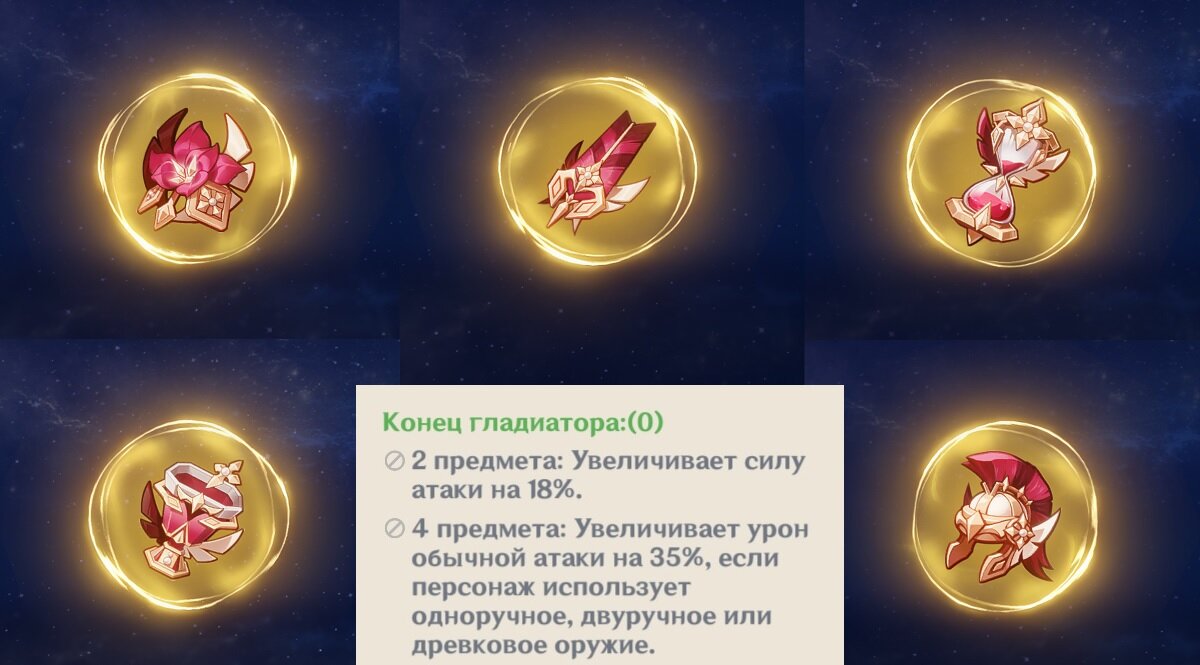 Конец гладиатора:(0)
2 предмета: Увеличивает силу
атаки на 18%.
4 предмета: Увеличивает урон
обычной атаки на 35%, если
персонаж использует
одноручное, двуручное или
древковое оружие.